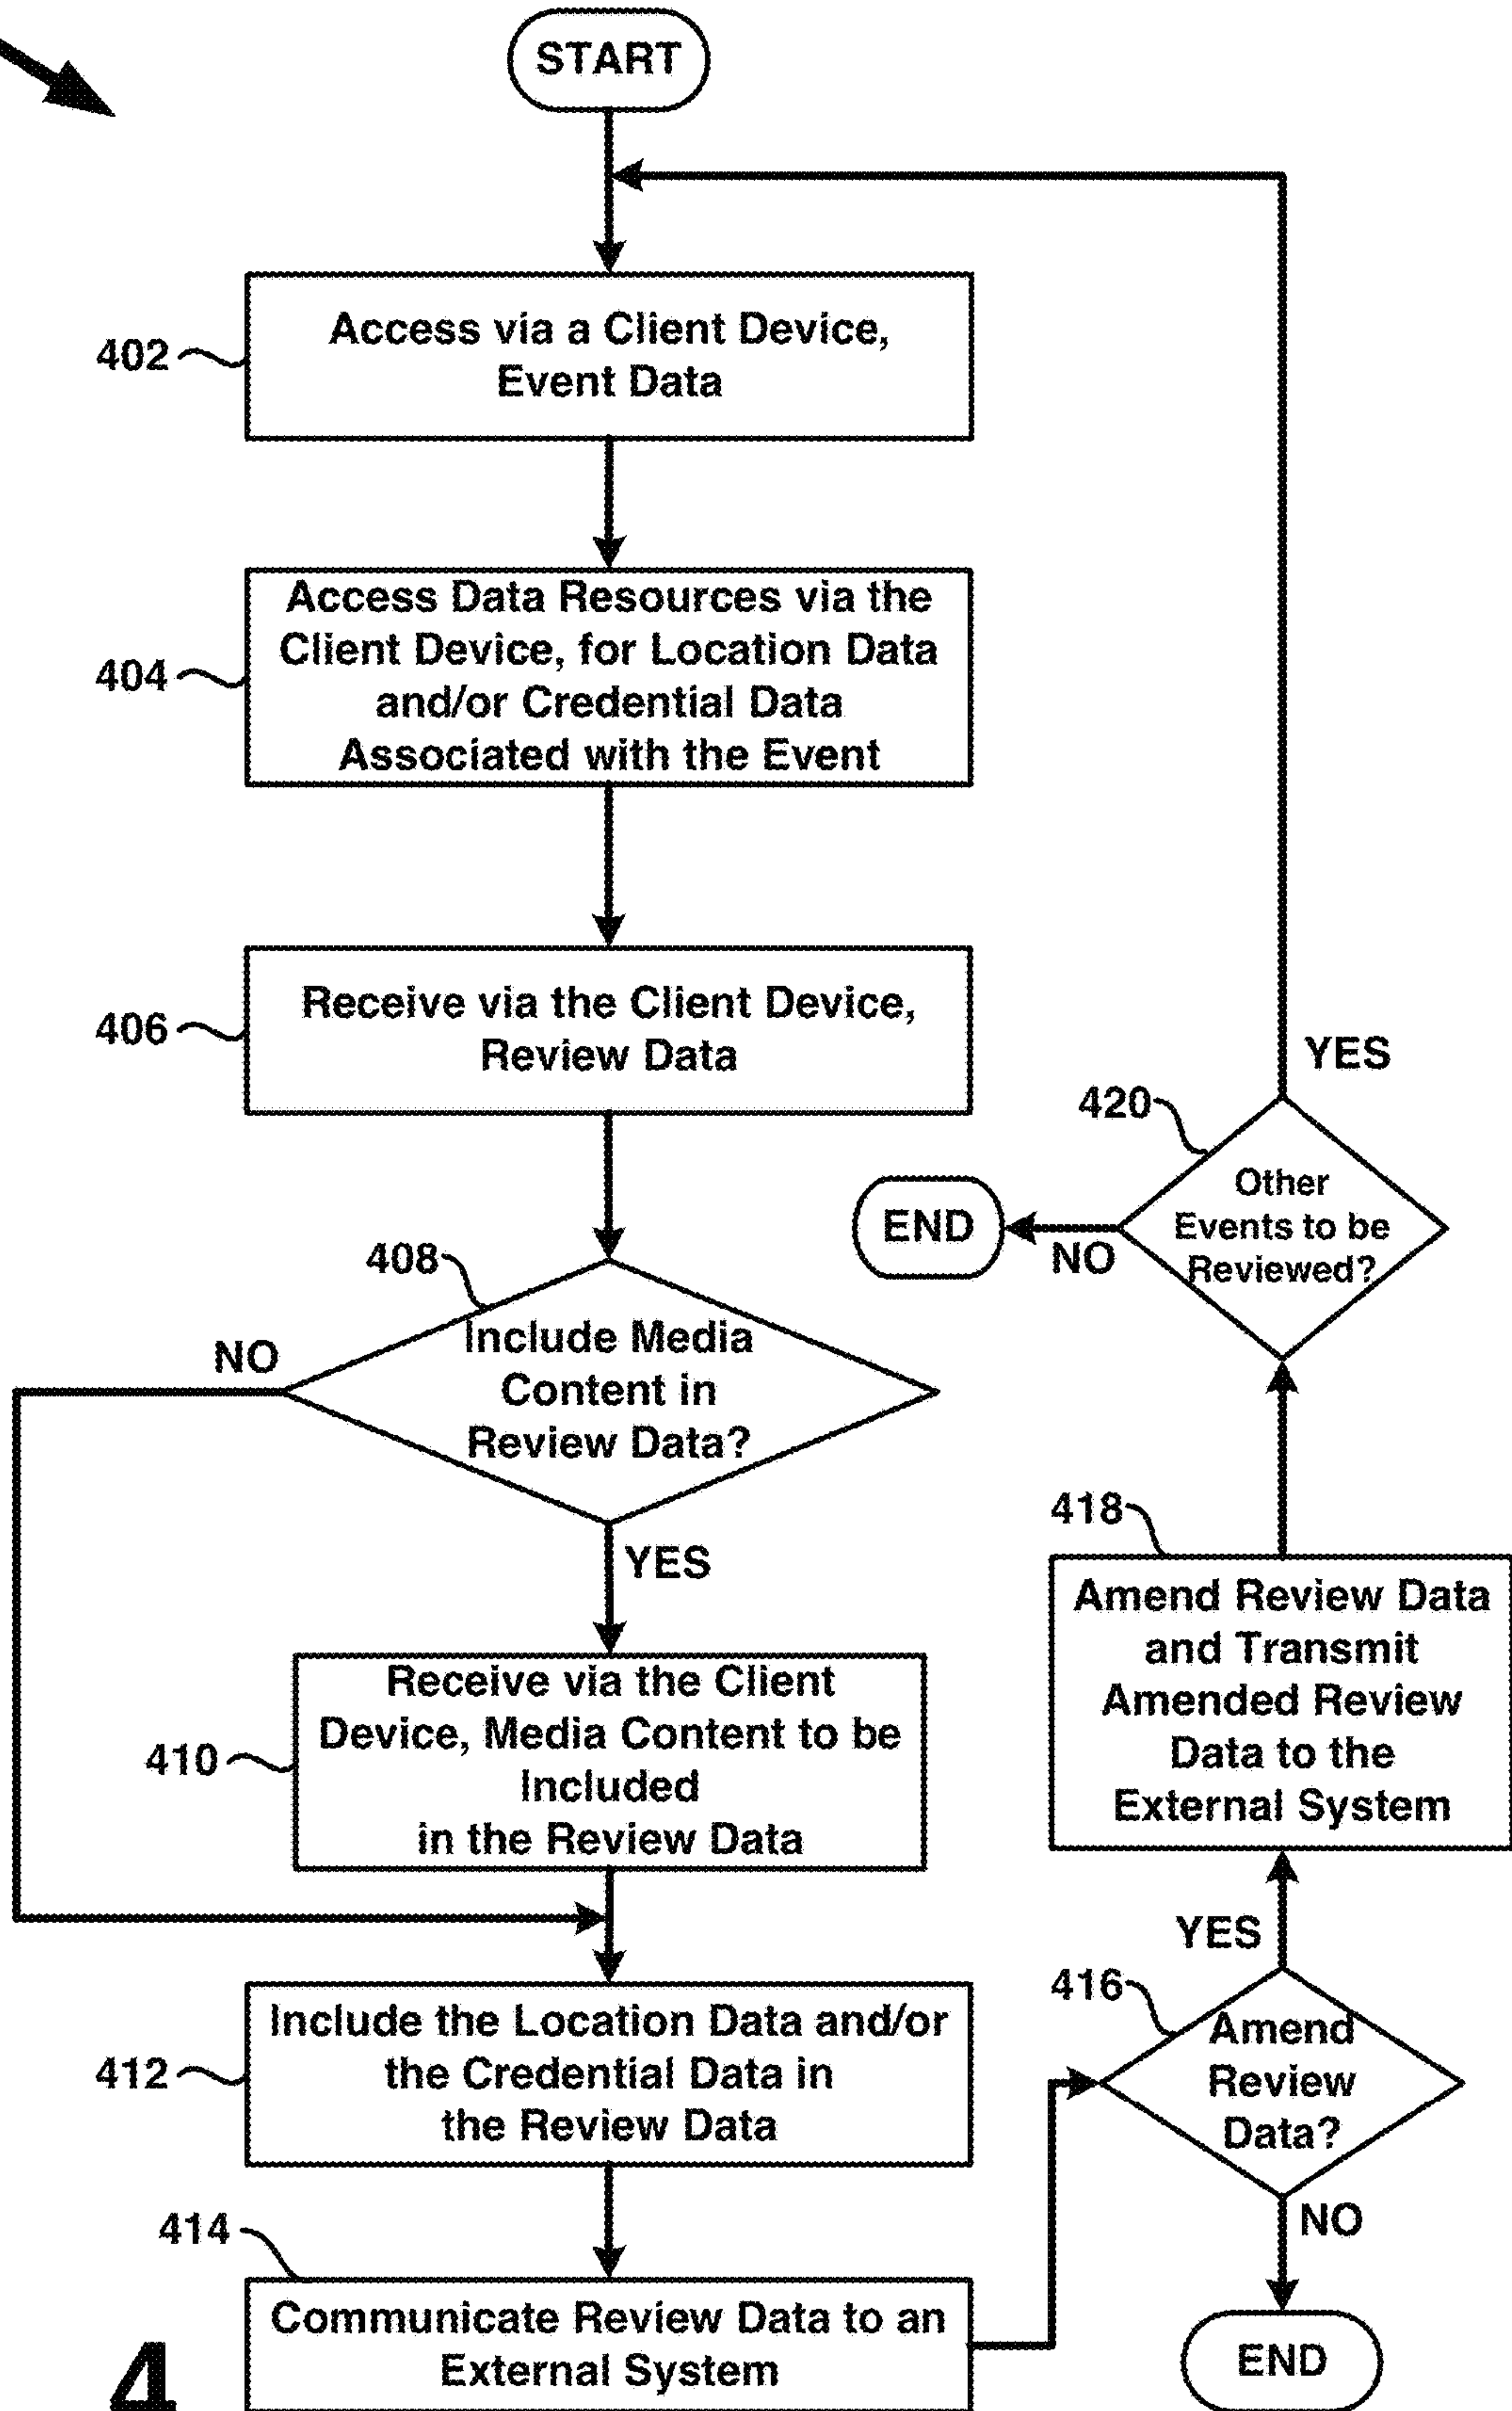 START
402
Access via a Client Device,
Event Data
404
Access Data Resources via the
Client Device, for Location Data
and/or Credential Data
Associated with the Event
406
Receive via the Client Device,
Review Data
408
Include Media
Content in
Review Data?
NO
YES
410
Receive via the Client
Device, Media Content to be
Included
in the Review Data
412
Include the Location Data and/or
the Credential Data in
the Review Data
414
Communicate Review Data to an
External System
416
Amend
Review
Data?
YES
NO
END
418
Amend Review Data
and Transmit
Amended Review
Data to the
External System
420
Other
Events to be
Reviewed?
YES
NO
END
4